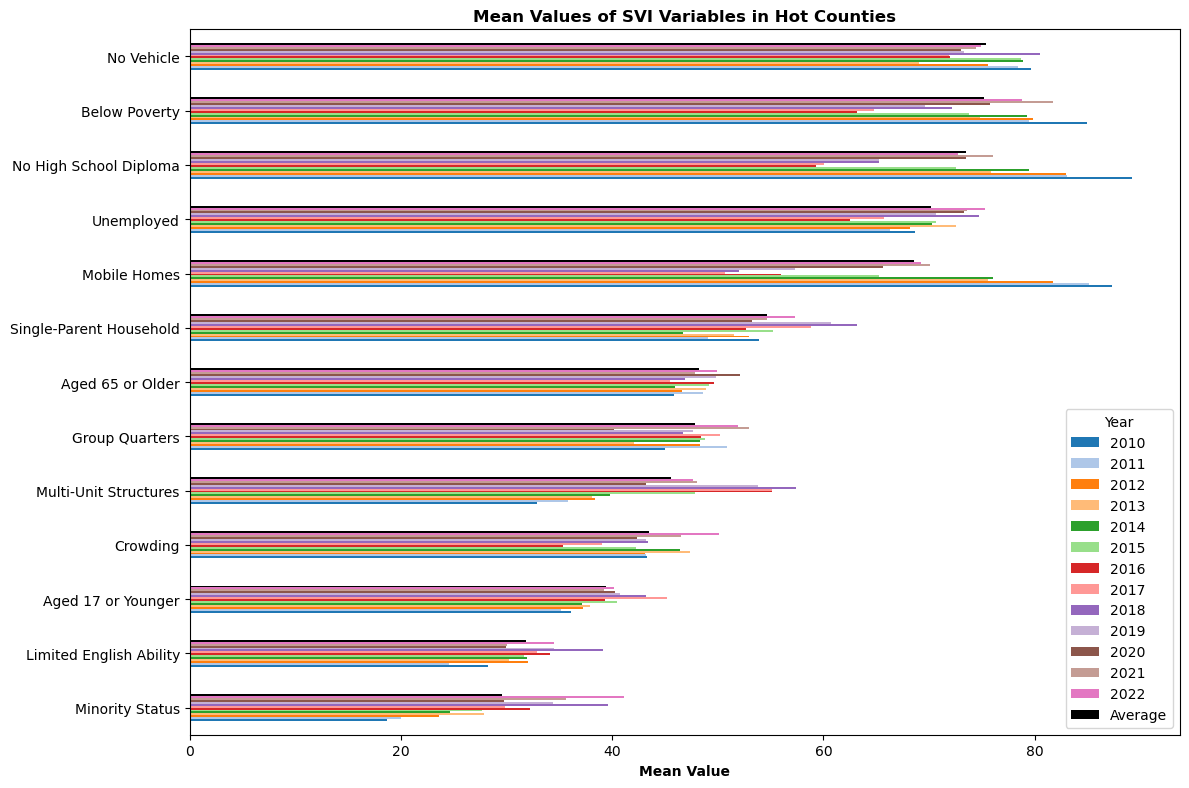 Mean Values of SVI Variables in Hot Counties
No Vehicle
Below Poverty
No High School Diploma
Unemployed
Mobile Homes
Single-Parent Household
Aged 65 or Older
Group Quarters
Multi-Unit Structures
Crowding
Aged 17 or Younger
Limited English Ability
Minority Status
Year
2010
2011
2012
2013
2014
2015
2016
2017
2018
2019
2020
2021
2022
Average
0 20 40 60 80
Mean Value